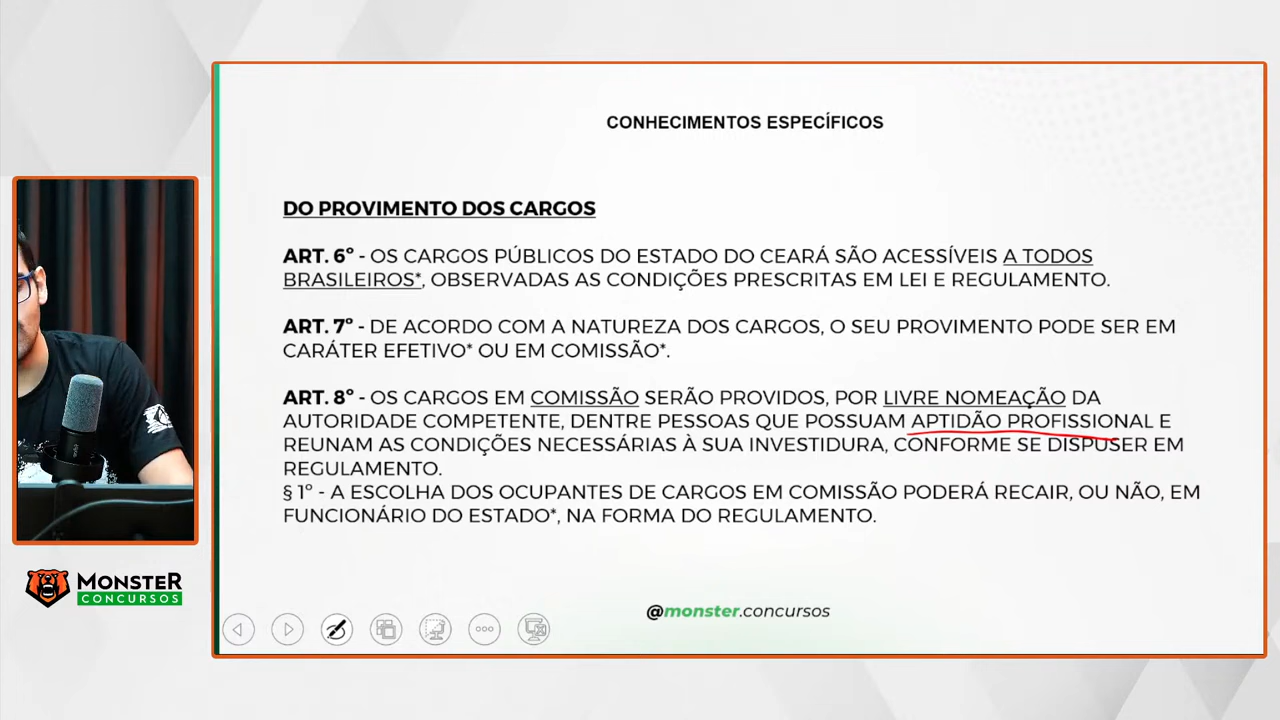 CONHECIMENTOS ESPECÍFICOS
DO PROVIMENTO DOS CARGOS
ART. 6º - OS CARGOS PÚBLICOS DO ESTADO DO CEARÁ SÃO ACESSÍVEIS A TODOS
BRASILEIROS*, OBSERVADAS AS CONDIÇÕES PRESCRITAS EM LEI E REGULAMENTO.
ART. 7º - DE ACORDO COM A NATUREZA DOS CARGOS, O SEU PROVIMENTO PODE SER EM
CARÁTER EFETIVO* OU EM COMISSÃO*.
ART. 8º - OS CARGOS EM COMISSÃO SERÃO PROVIDOS, POR LIVRE NOMEAÇÃO DA
AUTORIDADE COMPETENTE, DENTRE PESSOAS QUE POSSUAM APTIDÃO PROFISSIONAL E
REUNAM AS CONDIÇÕES NECESSÁRIAS À SUA INVESTIDURA, CONFORME SE DISPUSER EM
REGULAMENTO.
§ 1º - A ESCOLHA DOS OCUPANTES DE CARGOS EM COMISSÃO PODERÁ RECAIR, OU NÃO, EM
FUNCIONÁRIO DO ESTADO*, NA FORMA DO REGULAMENTO.
MONSTER
CONCURSOS
@monster.concursos